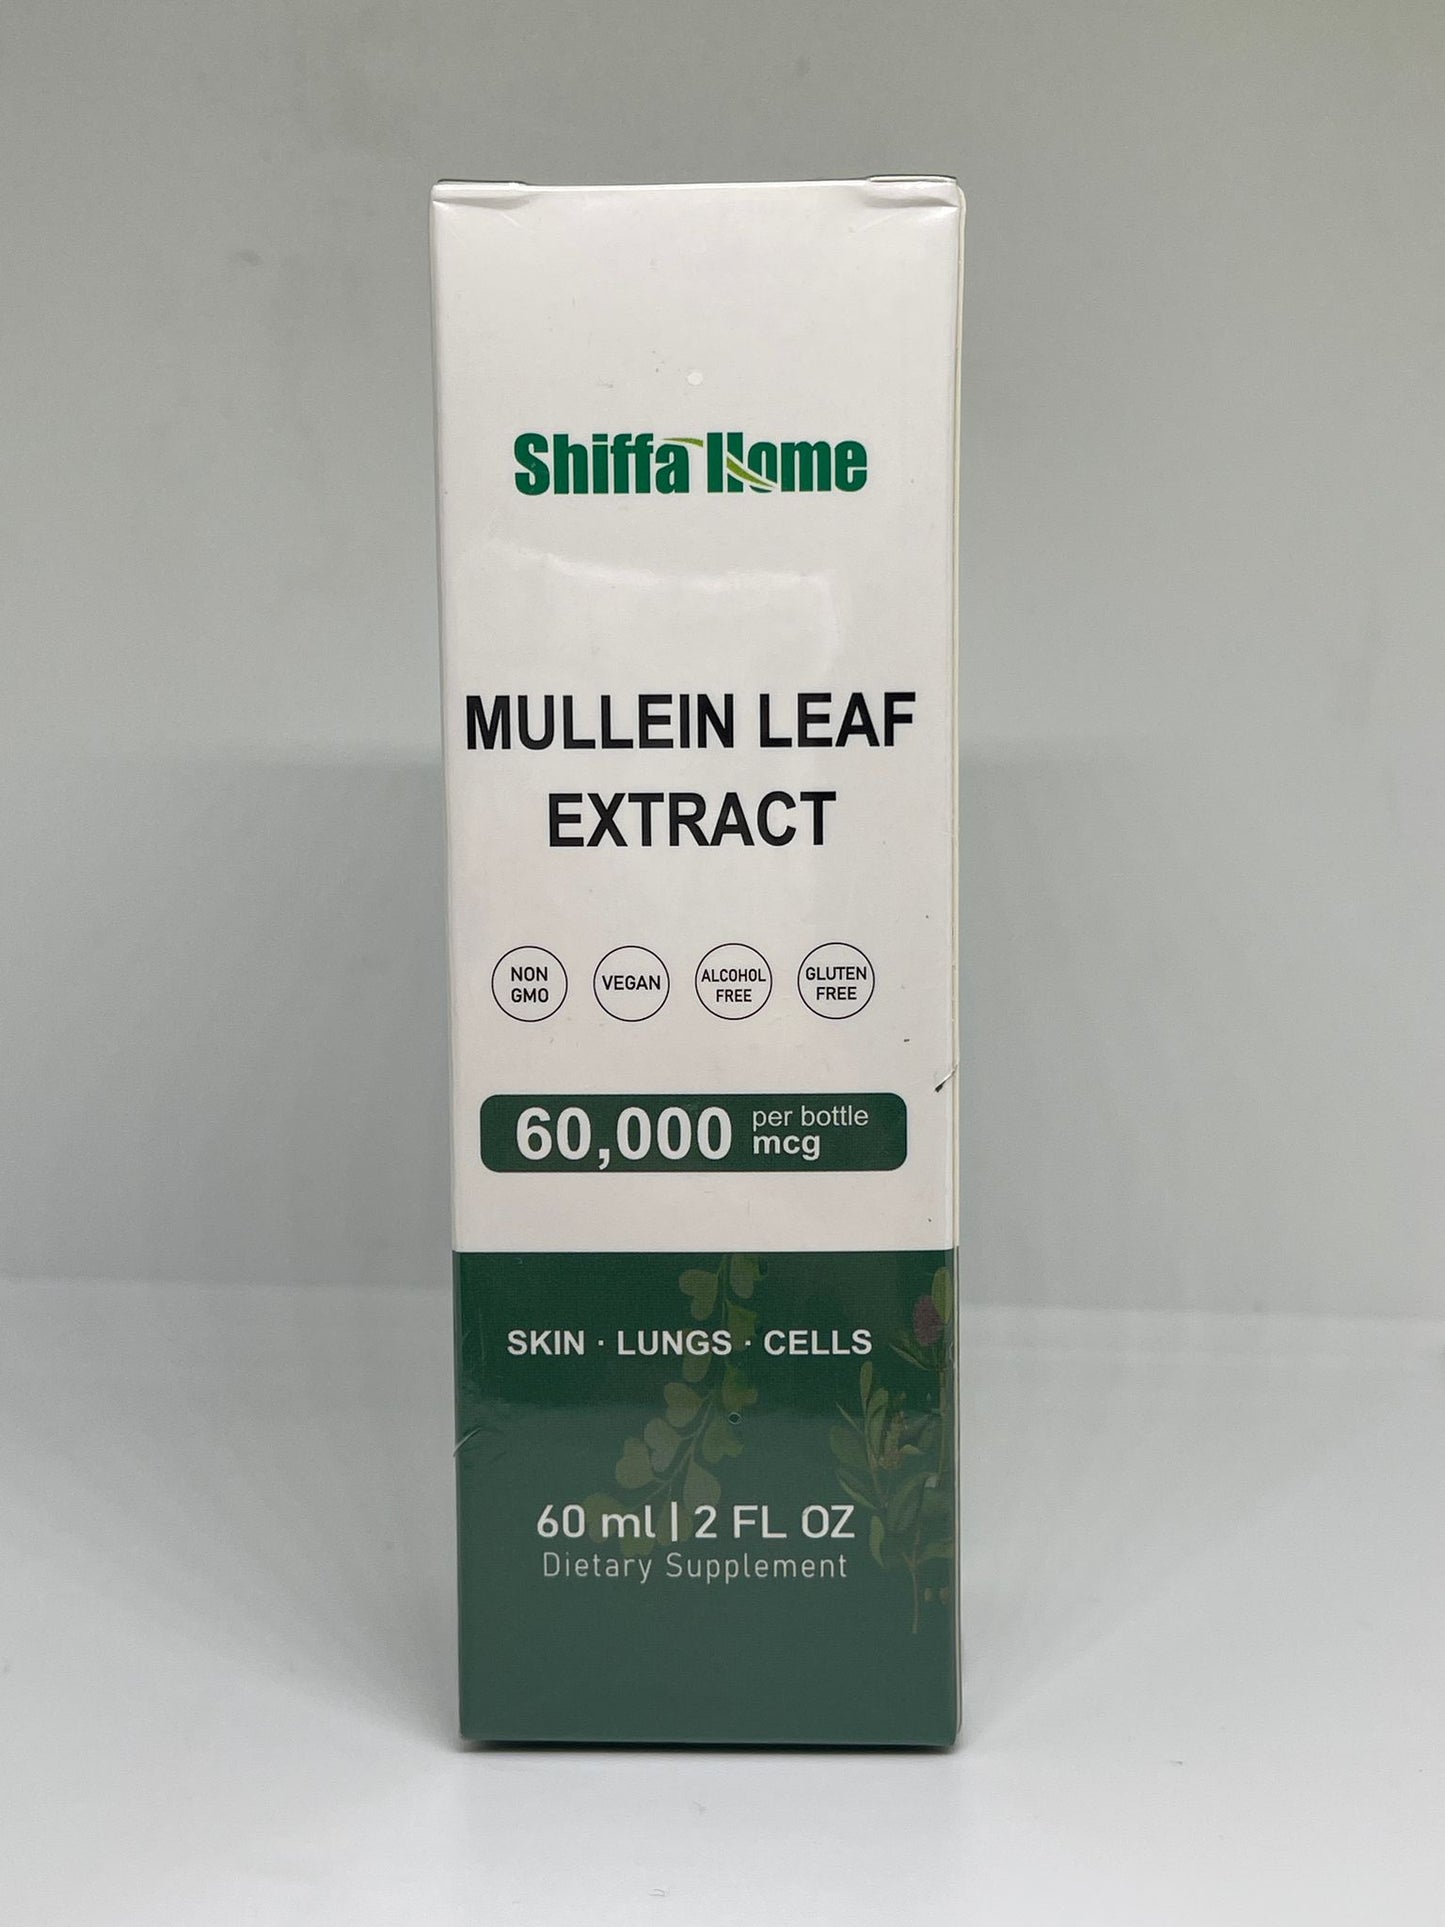 Shiffa Home
MULLEIN LEAF
EXTRACT
NON
GMO
VEGAN
ALCOHOL
FREE
GLUTEN
FREE
60,000 per bottle
mcg
SKIN · LUNGS · CELLS
60 ml | 2 FL OZ
Dietary Supplement